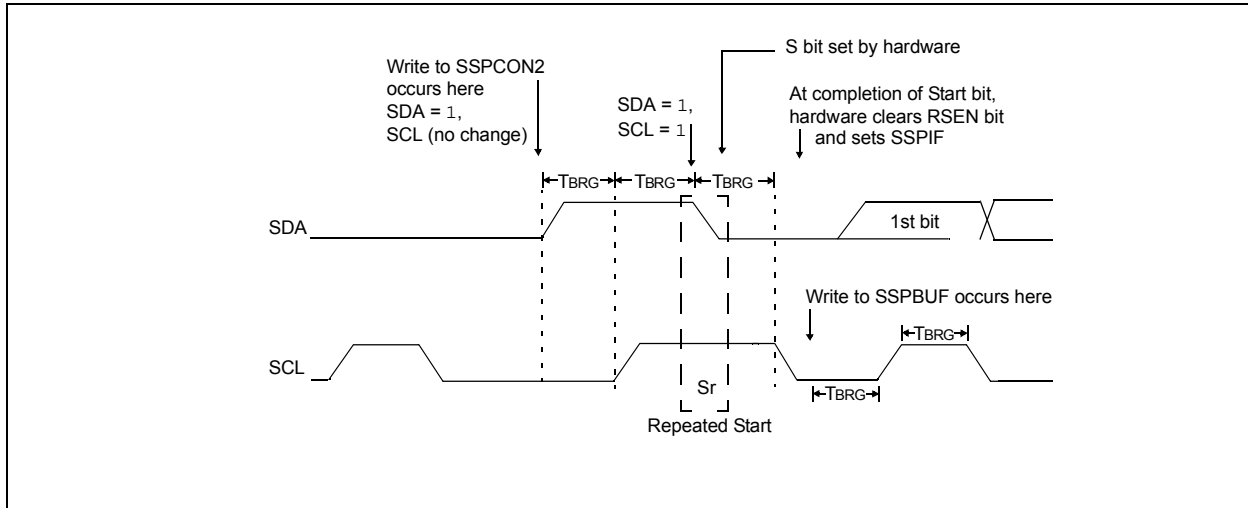 S bit set by hardware
Write to SSPCON2
occurs here
SDA = 1,
SCL (no change)
SDA = 1,
SCL = 1
At completion of Start bit,
hardware clears RSEN bit
and sets SSPIF
TBRG TBRG TBRG
SDA
1st bit
Write to SSPBUF occurs here
TBRG
SCL
Sr
TBRG
Repeated Start